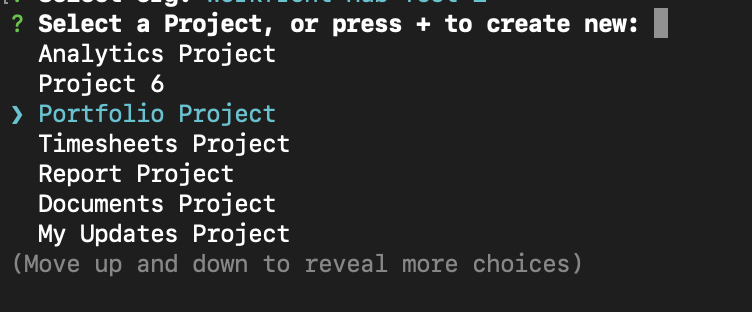 ? Select a Project, or press + to create new:
Analytics Project
Project 6
❯ Portfolio Project
Timesheets Project
Report Project
Documents Project
My Updates Project
(Move up and down to reveal more choices)